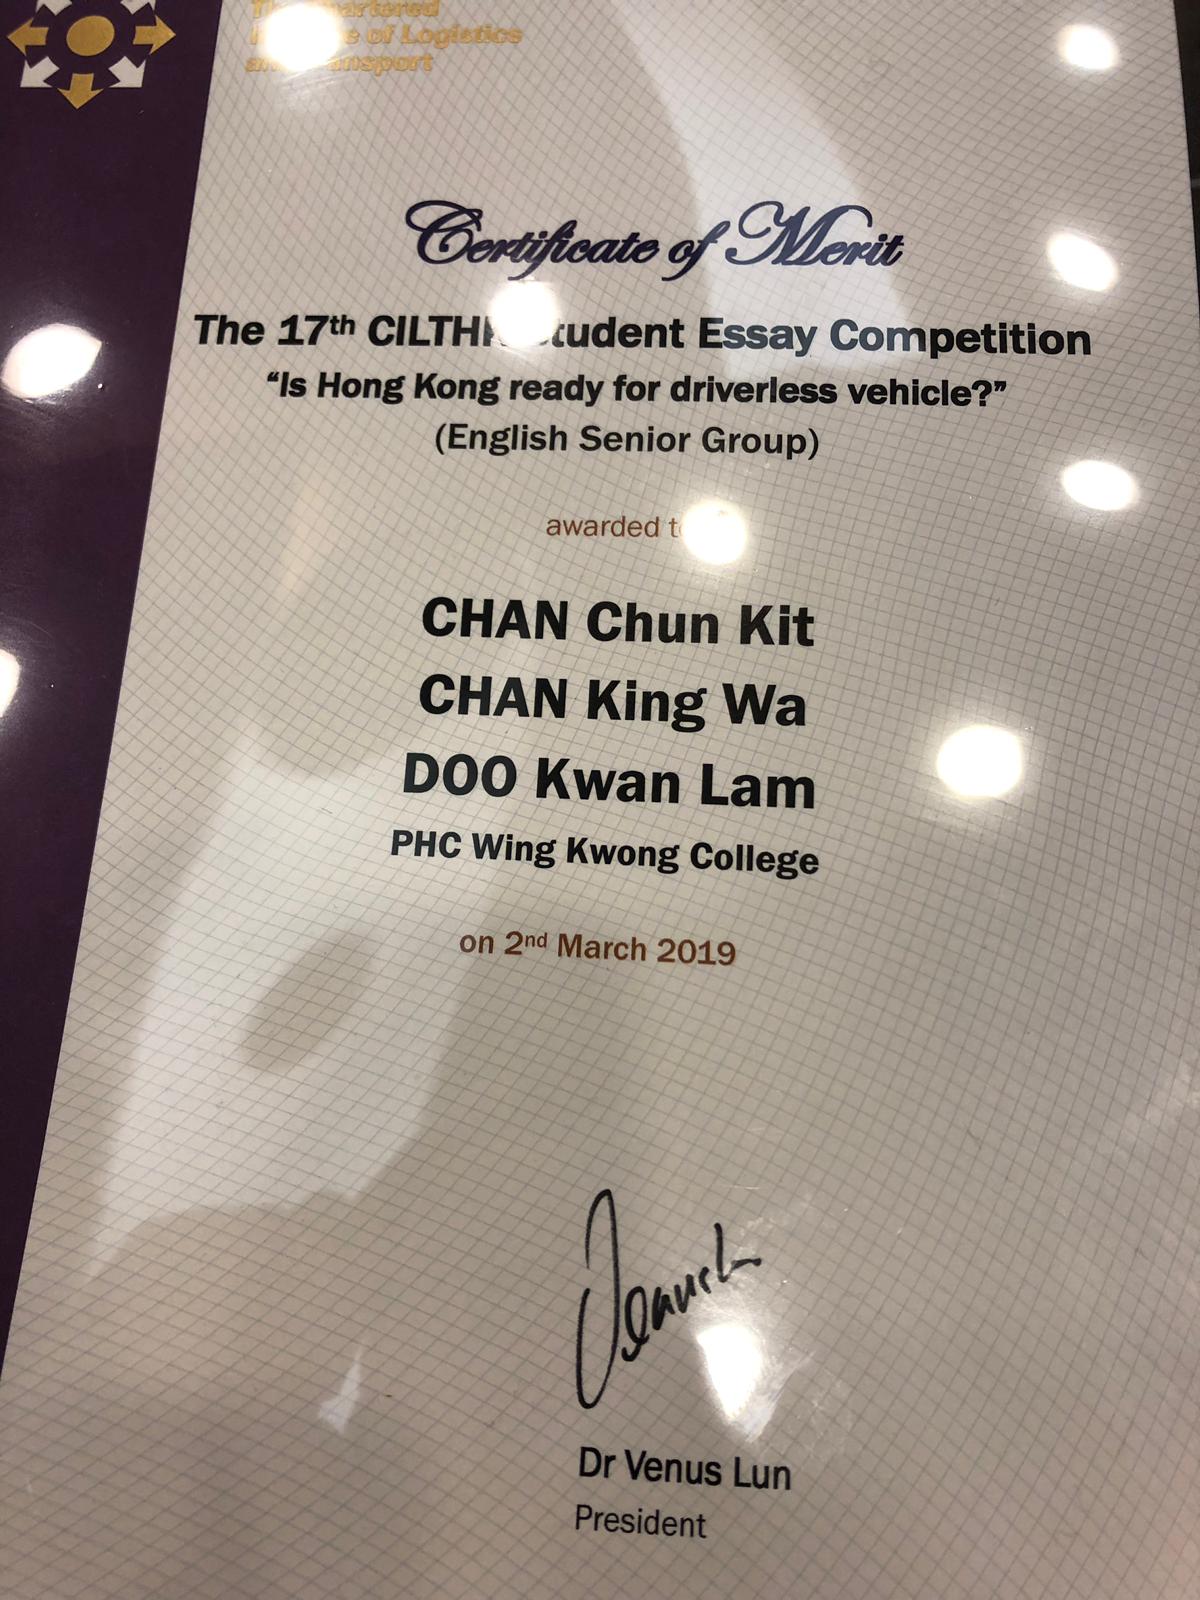 of Logistics
Certificate of Merit
The 17th Student Essay Competition
“Is Hong Kong ready for driverless vehicle?”
(English Senior Group)
awarded
CHAN Chun Kit
CHAN King Wa
DOO Kwan Lam
PHC Wing Kwong College
on 2nd March 2019
Dr Venus Lun
President